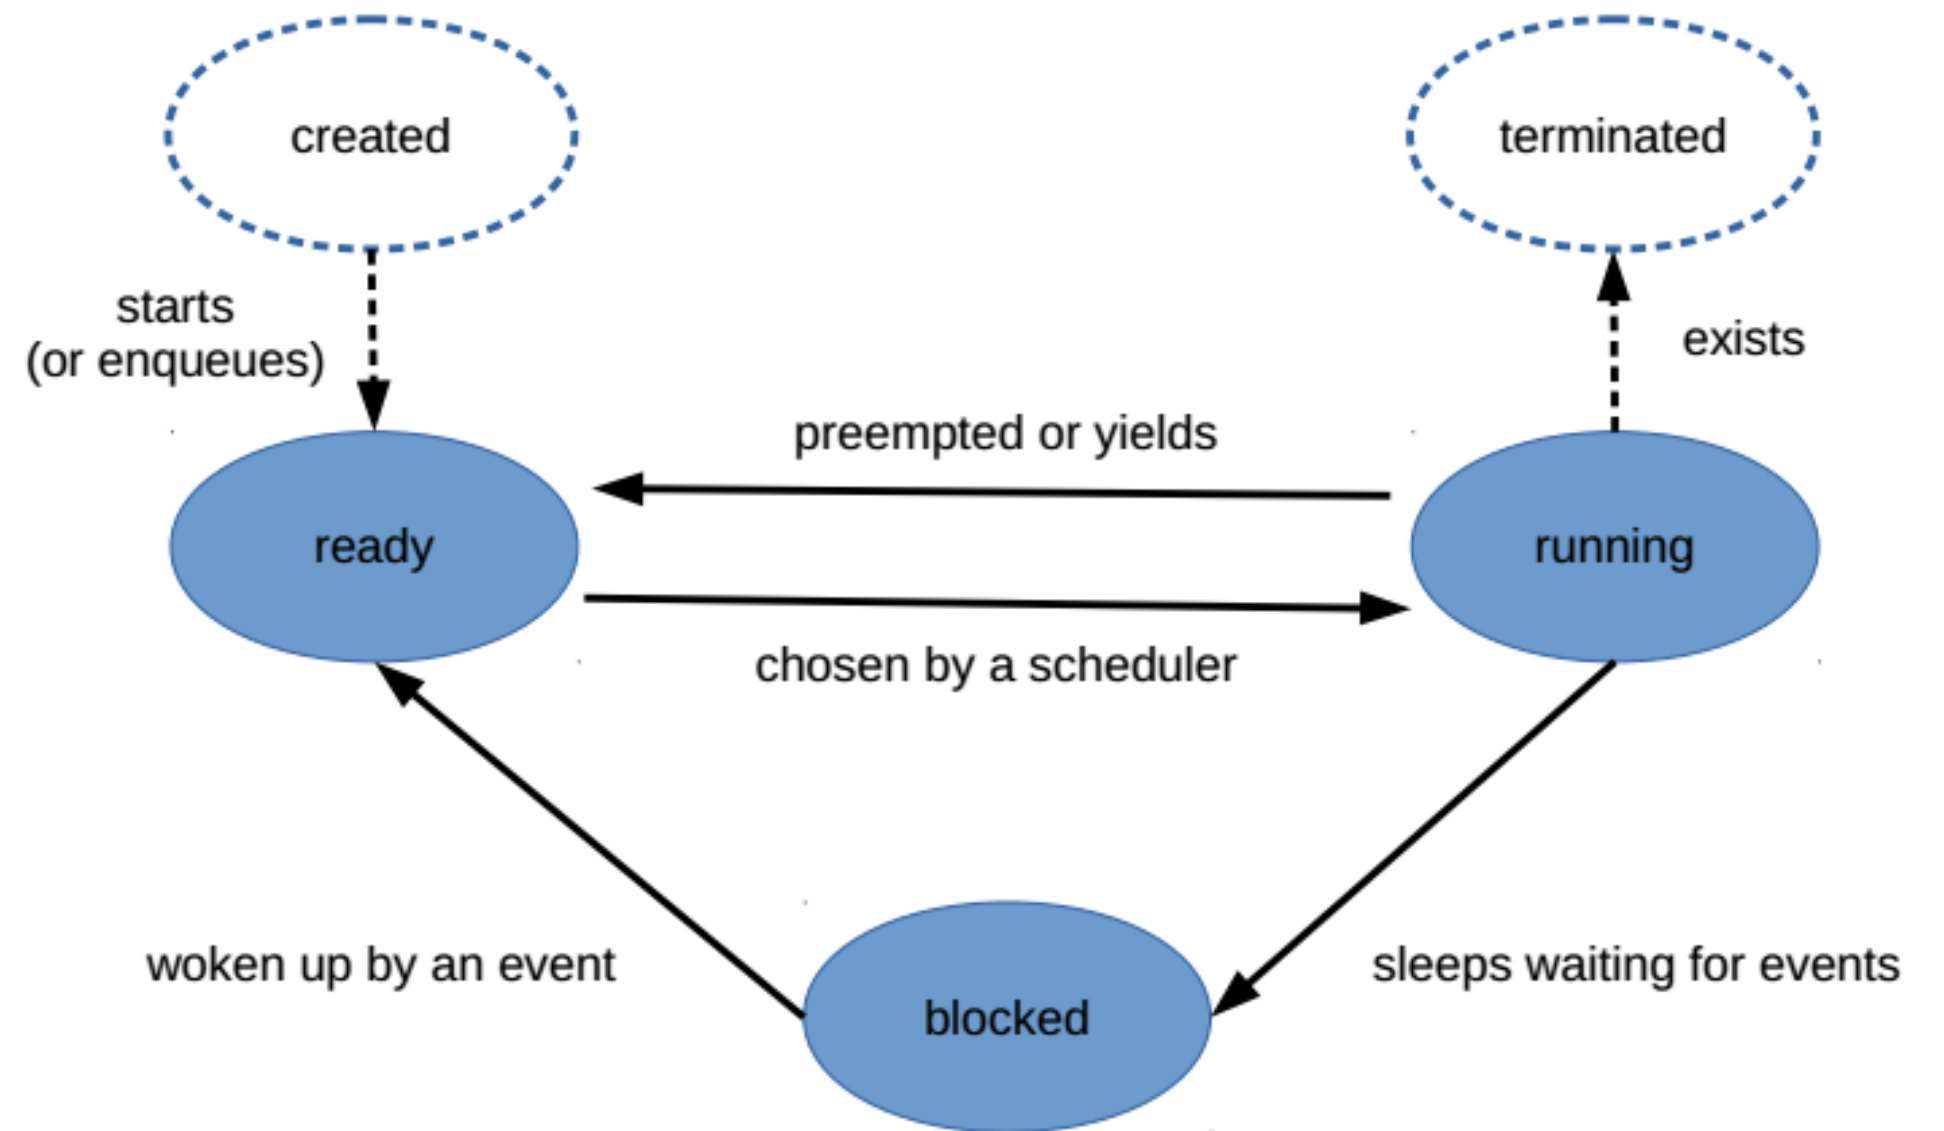 created
terminated
starts
(or enqueues)
exists
preempted or yields
ready
running
chosen by a scheduler
woken up by an event
sleeps waiting for events
blocked